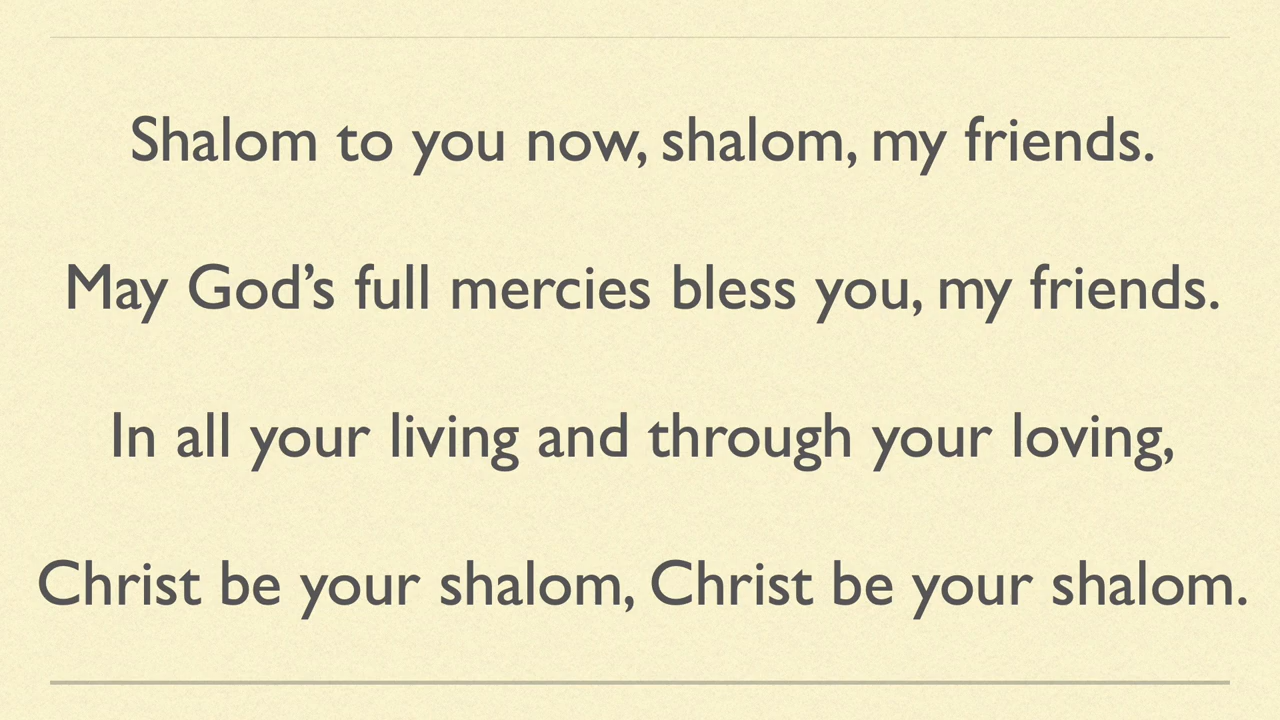 Shalom to you now, shalom, my friends.
May God’s full mercies bless you, my friends.
In all your living and through your loving,
Christ be your shalom, Christ be your shalom.